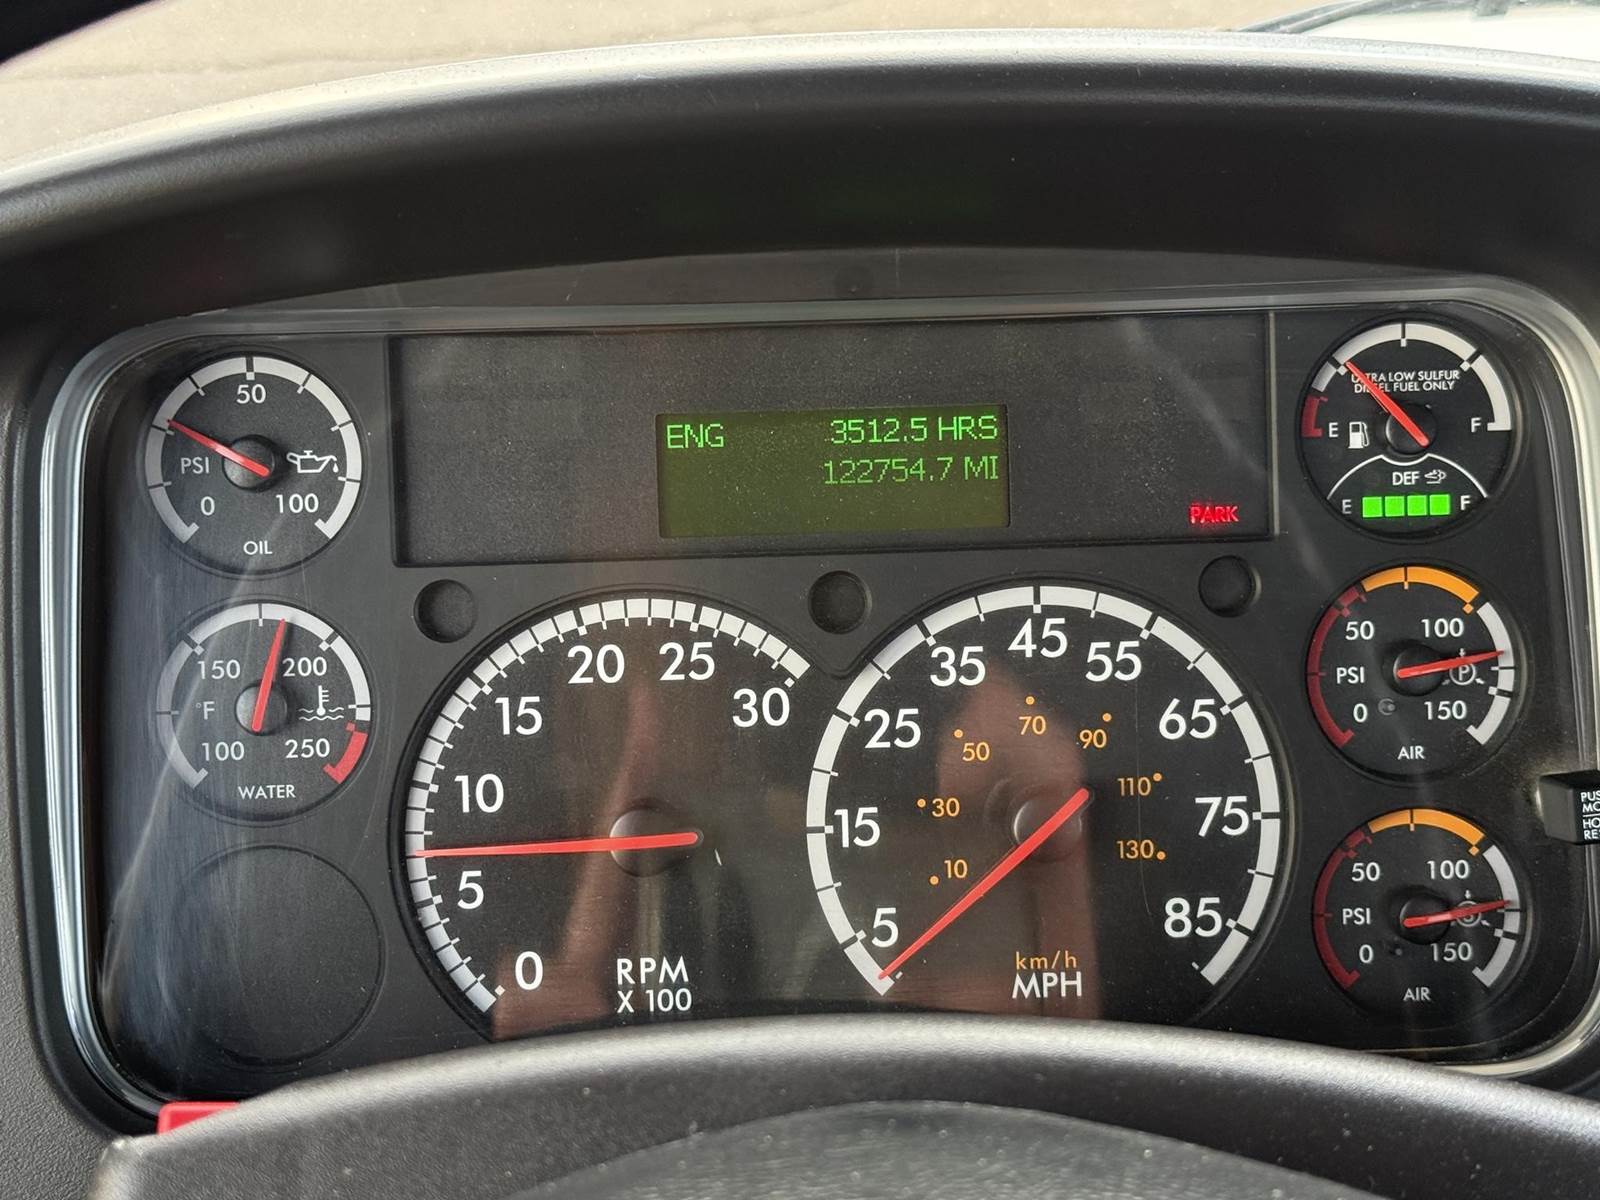 50
PSI
0
100
OIL
150
200
°F
100
250
WATER
ENG 3512.5 HRS
122754.7 MI
PARK
0
5
10
15
20
25
30
RPM
X 100
5
15
25
35
45
55
65
75
85
10
30
50
70
90
110
130
km/h
MPH
ULTRA LOW SULFUR
DIESEL FUEL ONLY
E F
DEF
E F
50
100
PSI
P
0
150
AIR
50
100
PSI
S
0
150
AIR